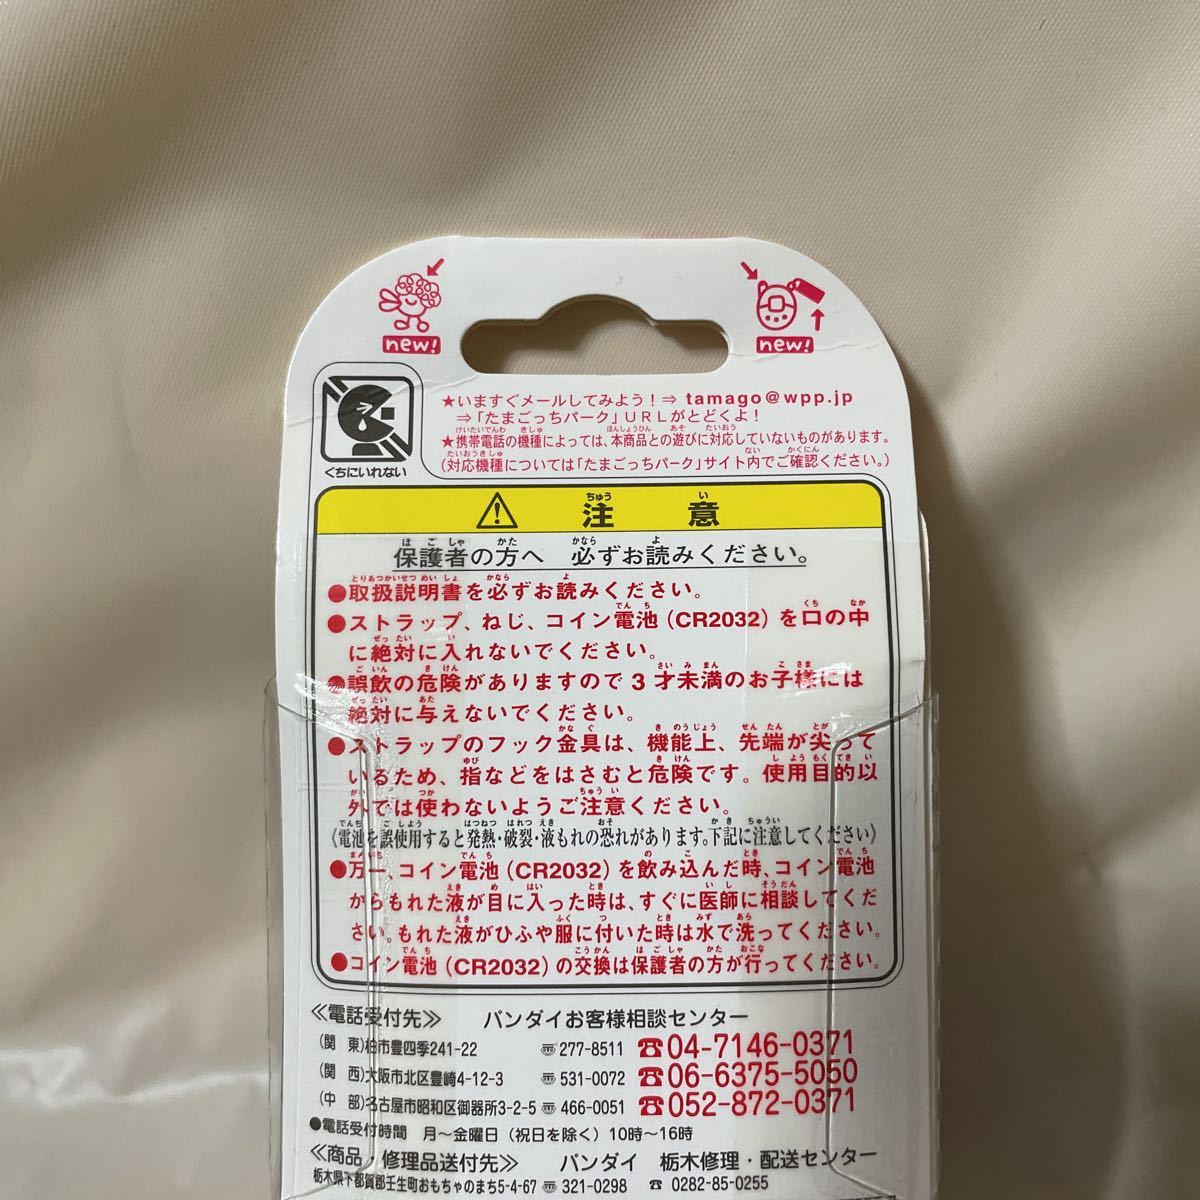 new!
new!
くちにいれない
★いますぐメールしてみよう!⇒ tamago@wpp.jp
⇒「たまごっちパーク」URLがとどくよ!
★携帯電話の機種によっては、本商品との遊びに対応していないものがあります。
(対応機種については「たまごっちパーク」サイト内でご確認ください。)
注意
保護者の方へ 必ずお読みください。
●取扱説明書を必ずお読みください。
●ストラップ、ねじ、コイン電池(CR2032)を口の中
に絶対に入れないでください。
●誤飲の危険がありますので3才未満のお子様には
絶対に与えないでください。
●ストラップのフック金具は、機能上、先端が尖って
いるため、指などをはさむと危険です。使用目的以
外では使わないようご注意ください。
《電池を誤使用すると発熱・破裂・液もれの恐れがあります。下記に注意してください》
●万一、コイン電池(CR2032)を飲み込んだ時、コイン電池
からもれた液が目に入った時は、すぐに医師に相談してくだ
さい。もれた液がひふや服に付いた時は水で洗ってください。
●コイン電池(CR2032)の交換は保護者の方が行ってください。
≪電話受付先≫ バンダイお客様相談センター
(関 東)柏市豊四季241-22 〠277-8511 ☎04-7146-0371
(関 西)大阪市北区豊崎4-12-3 〠531-0072 ☎06-6375-5050
(中 部)名古屋市昭和区御器所3-2-5 〠466-0051 ☎052-872-0371
●電話受付時間 月〜金曜日(祝日を除く)10時〜16時
≪商品・修理品送付先≫ バンダイ 栃木修理・配送センター
栃木県下都賀郡壬生町おもちゃのまち5-4-67 〠321-0298 ☎0282-85-0255